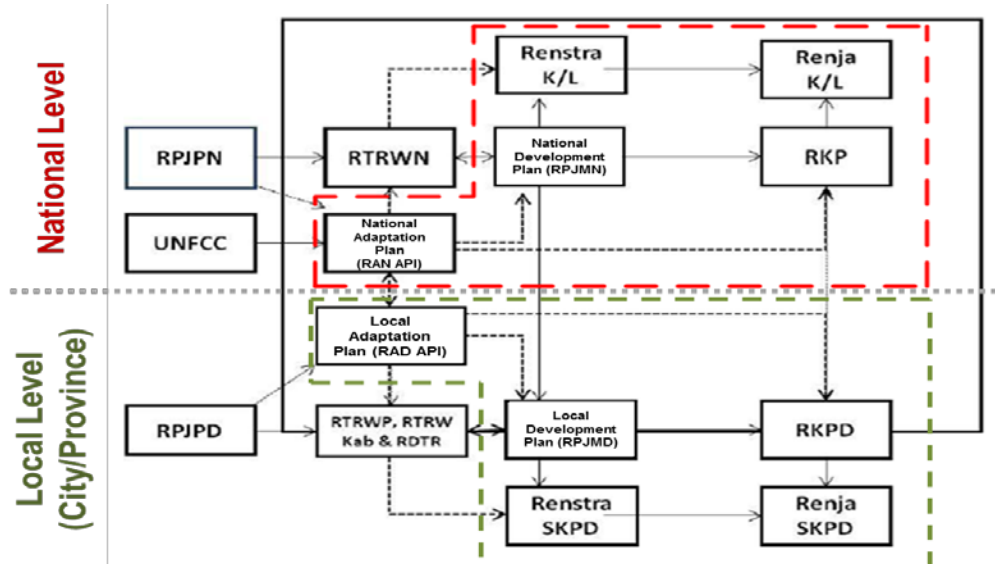 National Level
Renstra
K/L
Renja
K/L
RPJPN
RTRWN
National
Development
Plan (RPJMN)
RKP
UNFCC
National
Adaptation
Plan
(RAN API)
Local Level
(City/Province)
Local
Adaptation
Plan (RAD API)
RPJPD
RTRWP, RTRW
Kab & RDTR
Local
Development
Plan (RPJMD)
RKPD
Renstra
SKPD
Renja
SKPD